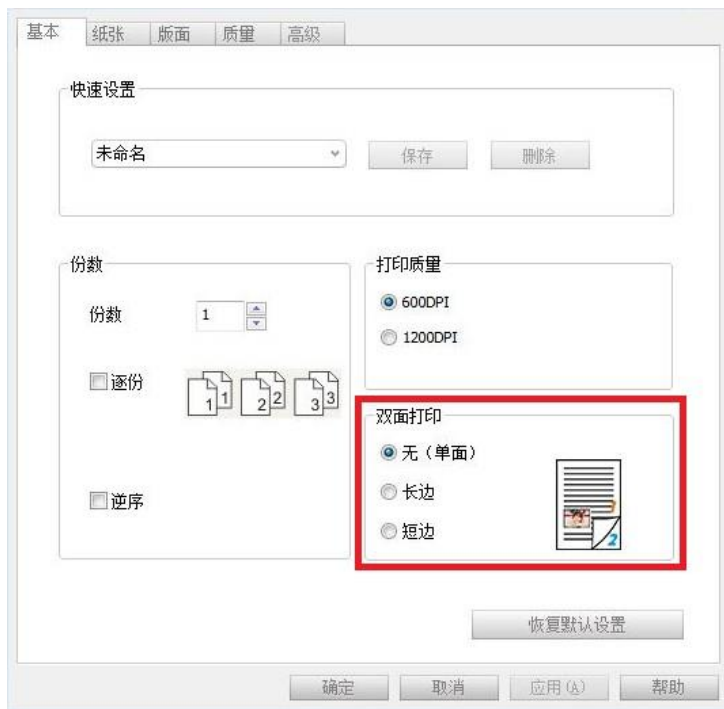 基本 纸张 版面 质量 高级
快速设置
未命名 保存 删除
份数
份数 1
逐份
1 1 2 2 3 3
逆序
打印质量
600DPI
1200DPI
双面打印
无（单面）
长边
短边
1
2
恢复默认设置
确定 取消 应用(A) 帮助